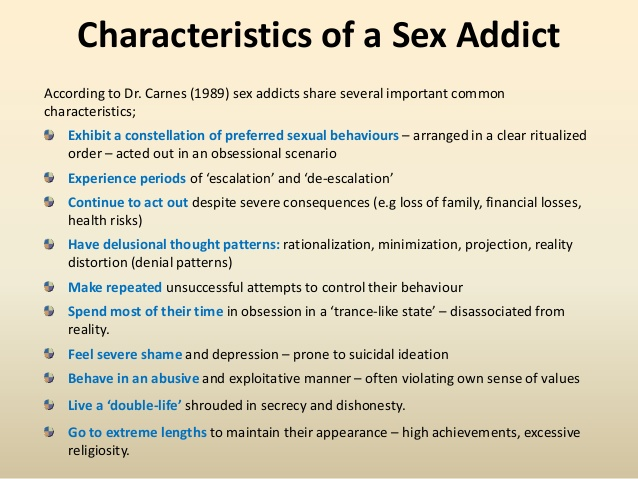 Characteristics of a Sex Addict
According to Dr. Carnes (1989) sex addicts share several important common
characteristics;
Exhibit a constellation of preferred sexual behaviours – arranged in a clear ritualized
order – acted out in an obsessional scenario
Experience periods of ‘escalation’ and ‘de-escalation’
Continue to act out despite severe consequences (e.g loss of family, financial losses,
health risks)
Have delusional thought patterns: rationalization, minimization, projection, reality
distortion (denial patterns)
Make repeated unsuccessful attempts to control their behaviour
Spend most of their time in obsession in a ‘trance-like state’ – disassociated from
reality.
Feel severe shame and depression – prone to suicidal ideation
Behave in an abusive and exploitative manner – often violating own sense of values
Live a ‘double-life’ shrouded in secrecy and dishonesty.
Go to extreme lengths to maintain their appearance – high achievements, excessive
religiosity.